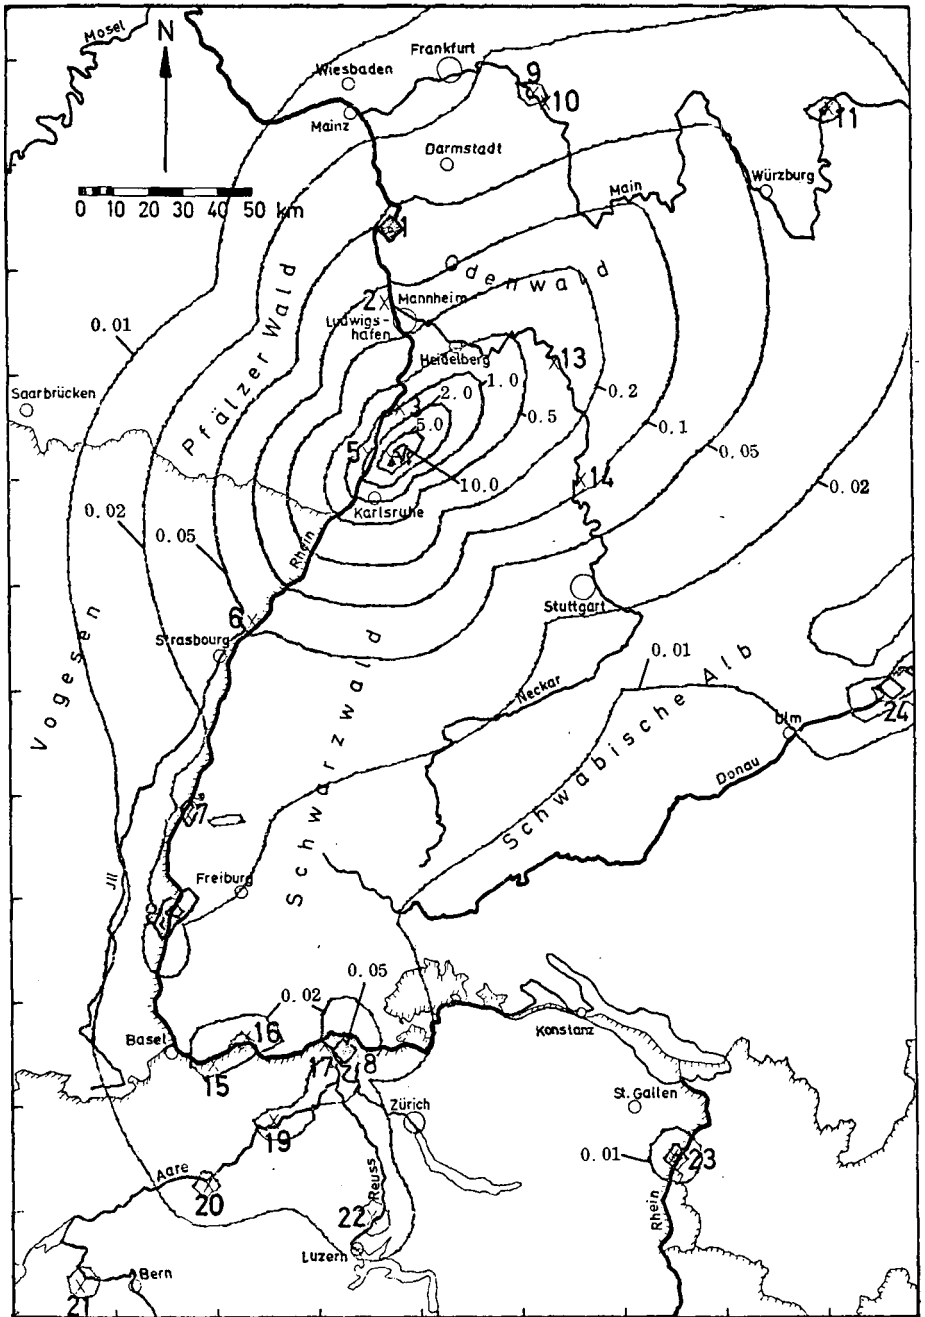 Mosel
N
Frankfurt
Wiesbaden
9
10
11
Mainz
Darmstadt
Würzburg
Main
0 10 20 30 40 50 km
1
Odenwald
Pfälzer Wald
2
Mannheim
Ludwigs-
hafen
0.01
Heidelberg
13
Saarbrücken
2.0
1.0
0.2
3
5.0
0.5
0.1
5
0.05
10.0
14
0.02
Karlsruhe
0.02
0.05
Rhein
Stuttgart
6
Strasbourg
Vogesen
0.01
Neckar
Schwarzwald
Schwäbische Alb
24
Ulm
Donau
7
Ill
Freiburg
0.02
0.05
16
Basel
Konstanz
15
17
18
St. Gallen
Zürich
19
0.01
23
Aare
20
Reuss
22
Rhein
Luzern
Bern
21